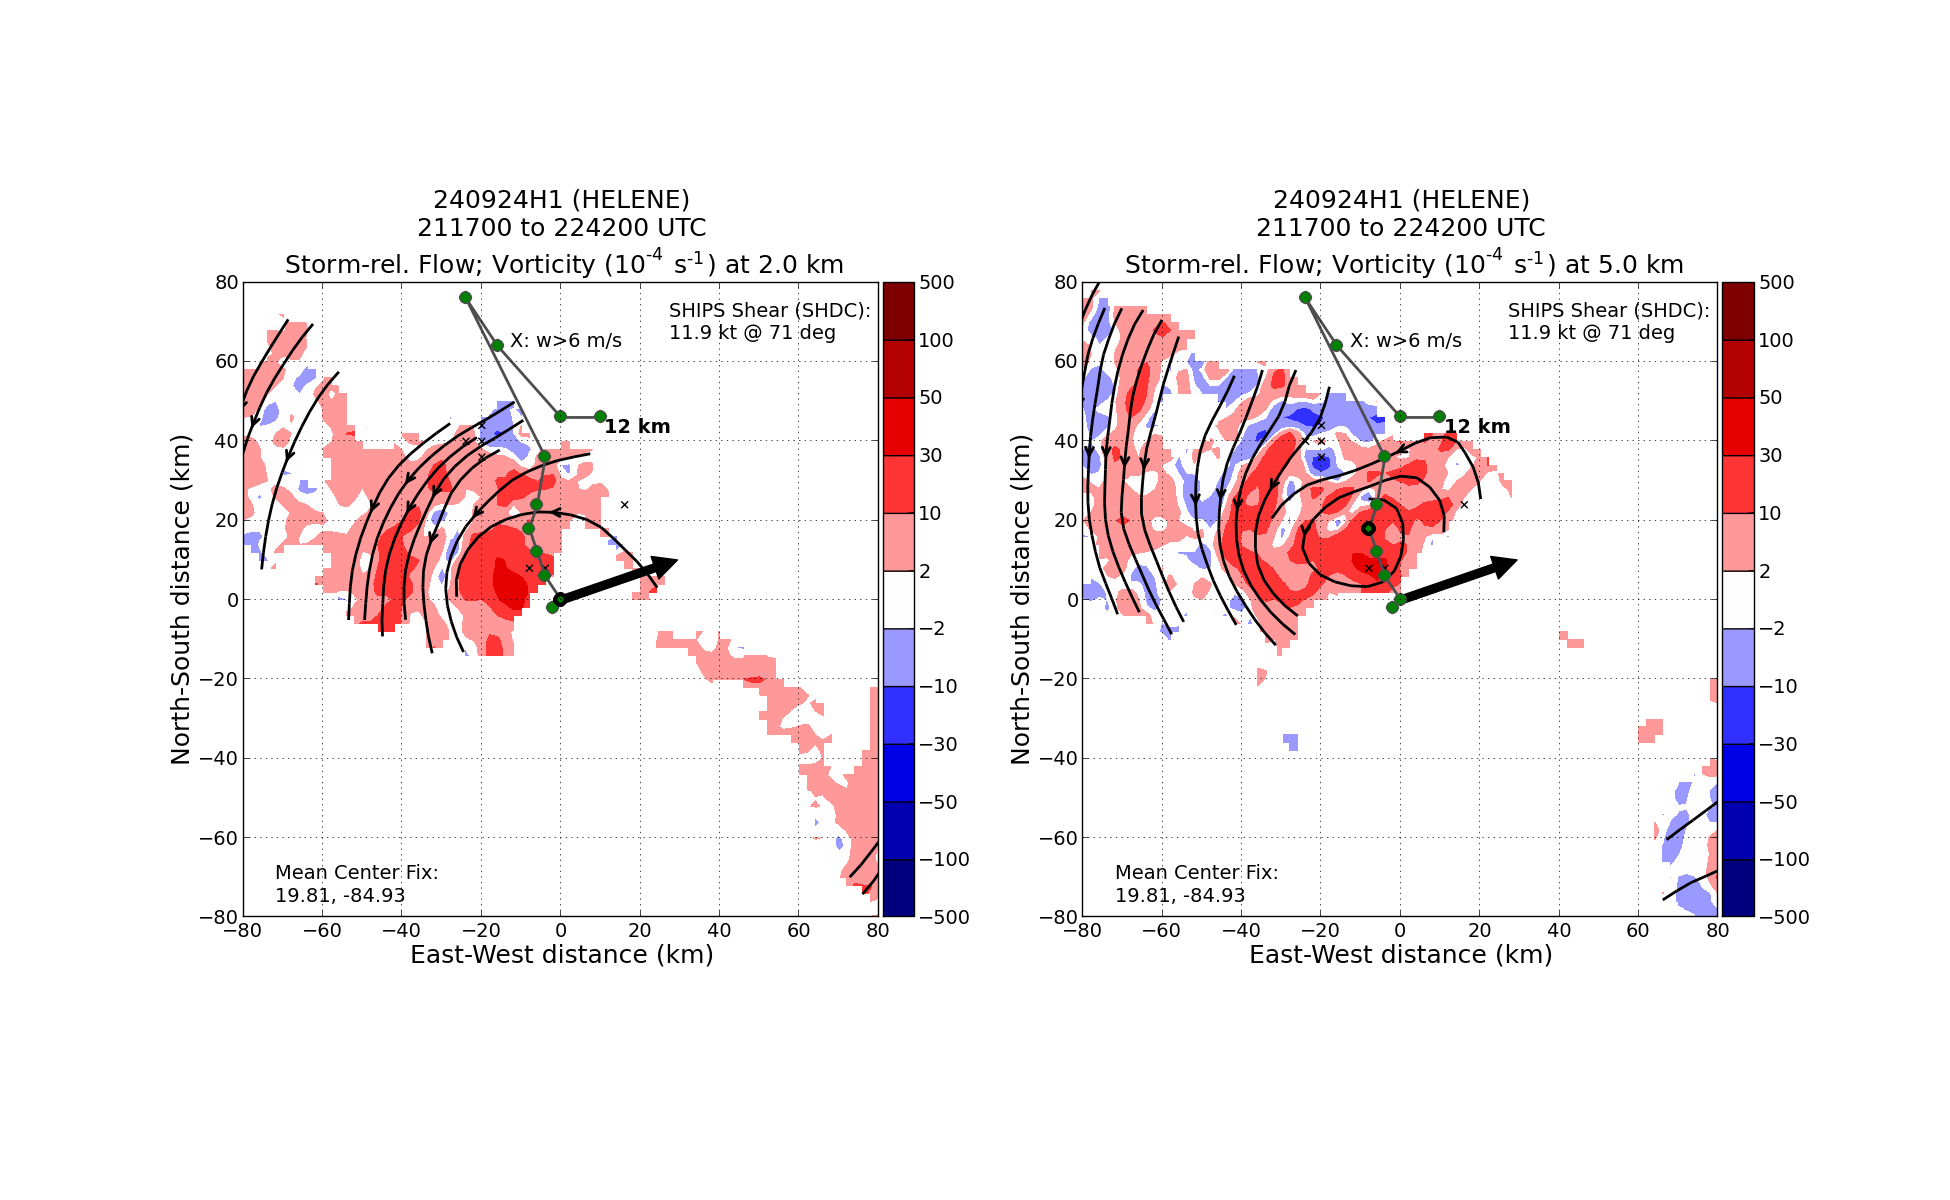 240924H1 (HELENE)
211700 to 224200 UTC
Storm-rel. Flow; Vorticity (10⁻⁴ s⁻¹) at 2.0 km
SHIPS Shear (SHDC):
11.9 kt @ 71 deg
X: w>6 m/s
12 km
Mean Center Fix:
19.81, -84.93
80
60
40
20
0
−20
−40
−60
−80
North-South distance (km)
−80 −60 −40 −20 0 20 40 60 80
East-West distance (km)
500
100
50
30
10
2
−2
−10
−30
−50
−100
−500
240924H1 (HELENE)
211700 to 224200 UTC
Storm-rel. Flow; Vorticity (10⁻⁴ s⁻¹) at 5.0 km
SHIPS Shear (SHDC):
11.9 kt @ 71 deg
X: w>6 m/s
12 km
Mean Center Fix:
19.81, -84.93
80
60
40
20
0
−20
−40
−60
−80
North-South distance (km)
−80 −60 −40 −20 0 20 40 60 80
East-West distance (km)
500
100
50
30
10
2
−2
−10
−30
−50
−100
−500